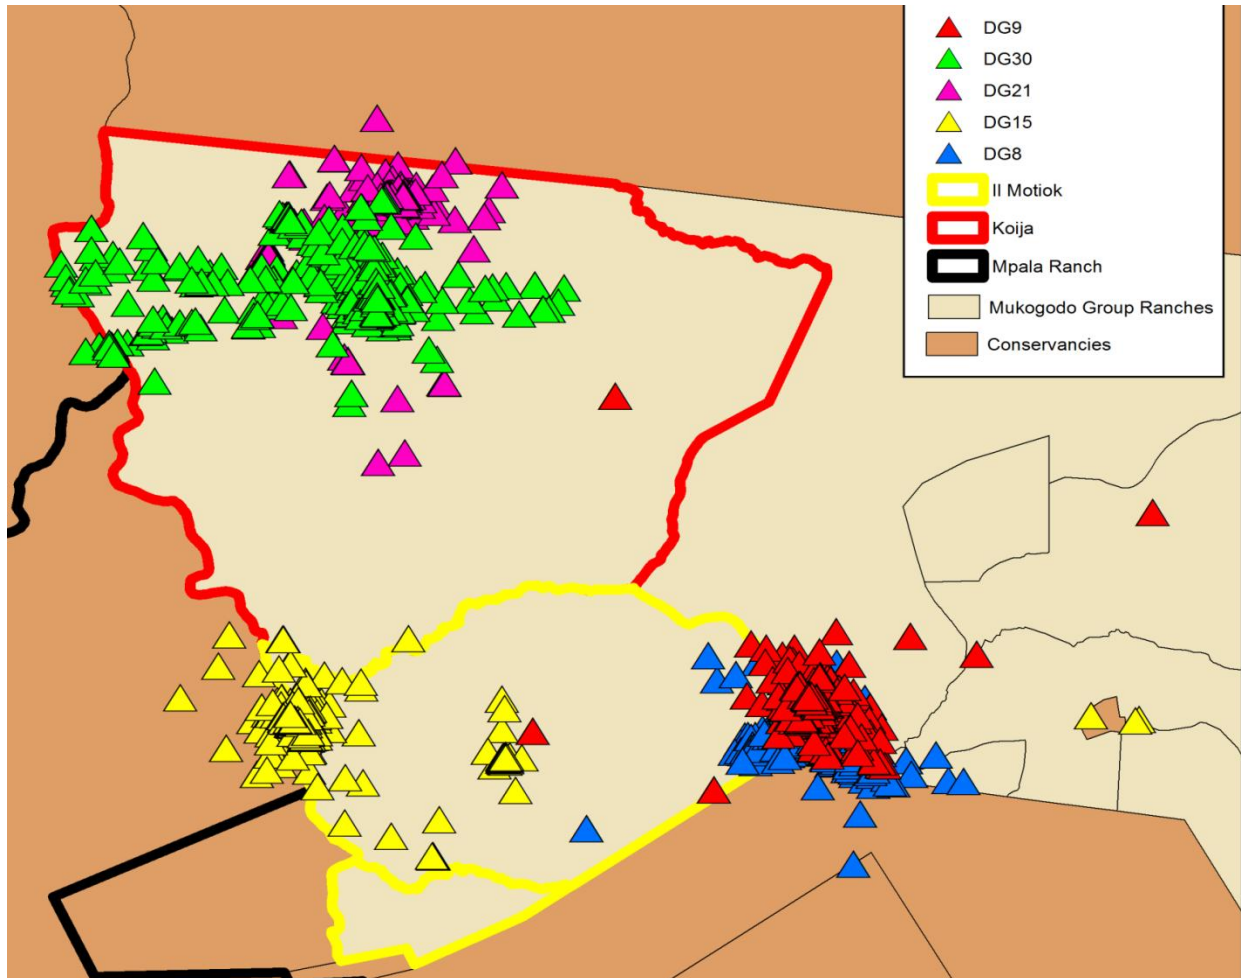 DG9
DG30
DG21
DG15
DG8
Il Motiok
Koija
Mpala Ranch
Mukogodo Group Ranches
Conservancies